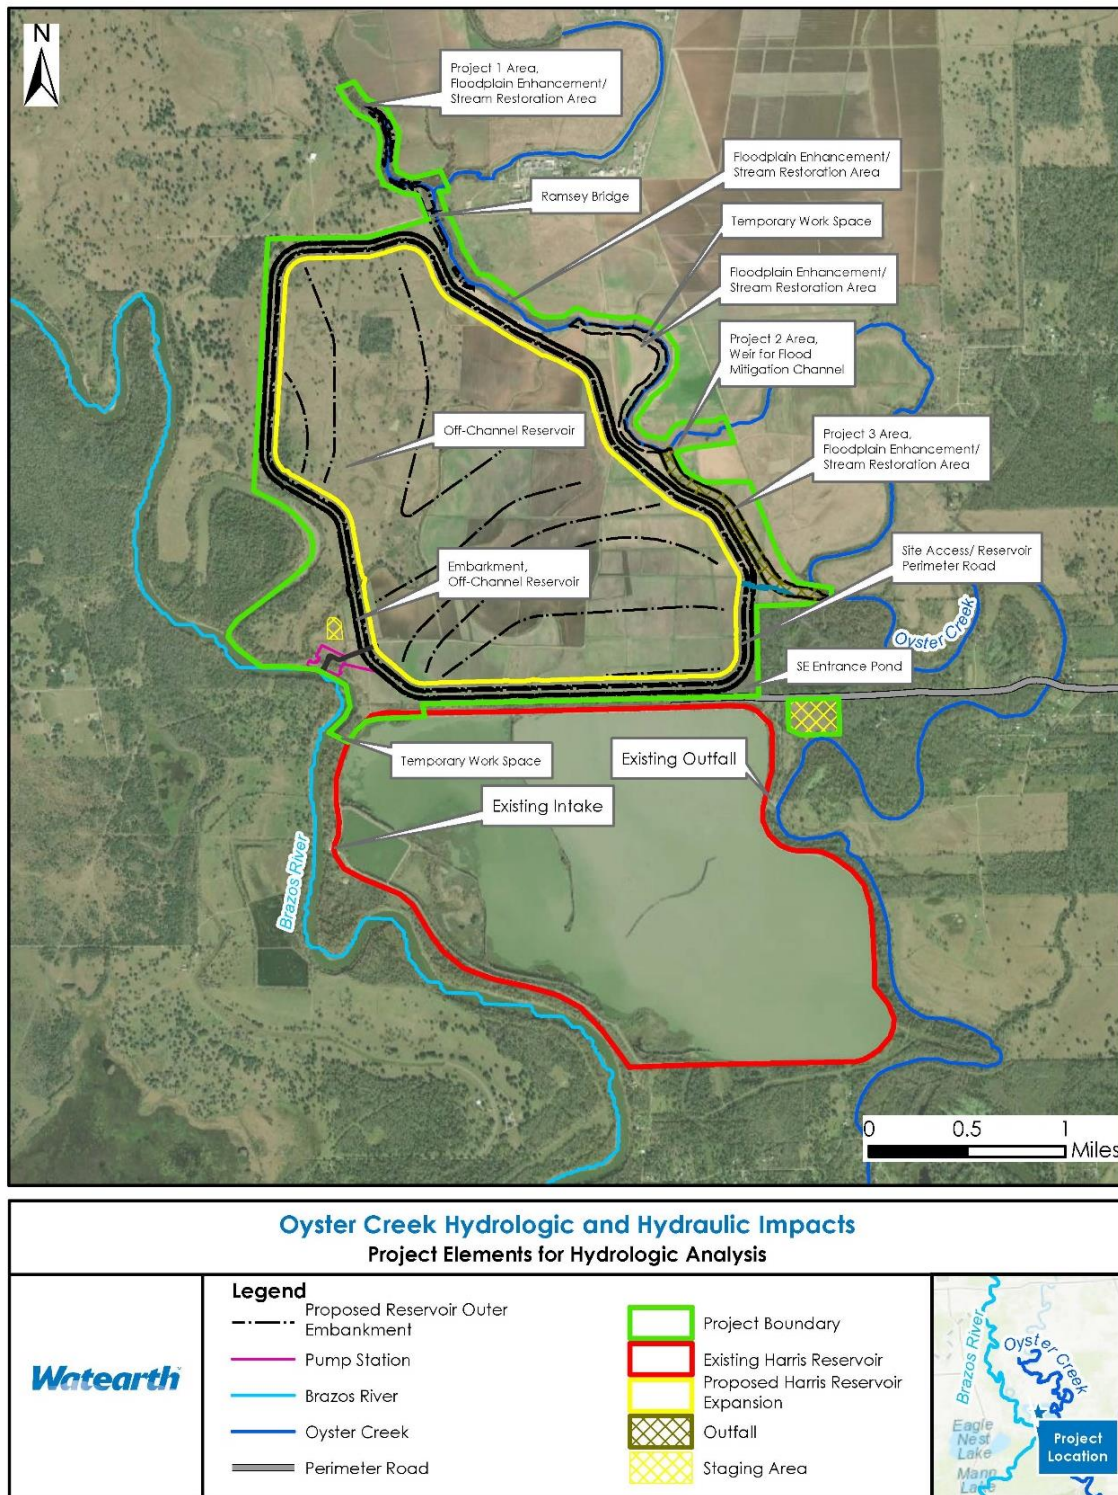 N
Project 1 Area,
Floodplain Enhancement/
Stream Restoration Area
Floodplain Enhancement/
Stream Restoration Area
Ramsey Bridge
Temporary Work Space
Floodplain Enhancement/
Stream Restoration Area
Project 2 Area,
Weir for Flood
Mitigation Channel
Off-Channel Reservoir
Project 3 Area,
Floodplain Enhancement/
Stream Restoration Area
Site Access/ Reservoir
Perimeter Road
Embarkment,
Off-Channel Reservoir
Oyster Creek
SE Entrance Pond
Temporary Work Space
Existing Outfall
Existing Intake
Brazos River
0 0.5 1
Miles
Oyster Creek Hydrologic and Hydraulic Impacts
Project Elements for Hydrologic Analysis
Watearth
Legend
Proposed Reservoir Outer
Embankment
Pump Station
Brazos River
Oyster Creek
Perimeter Road
Project Boundary
Existing Harris Reservoir
Proposed Harris Reservoir
Expansion
Outfall
Staging Area
Brazos River
Oyster Creek
Eagle
Nest
Lake
Project
Location
Manor
Lake